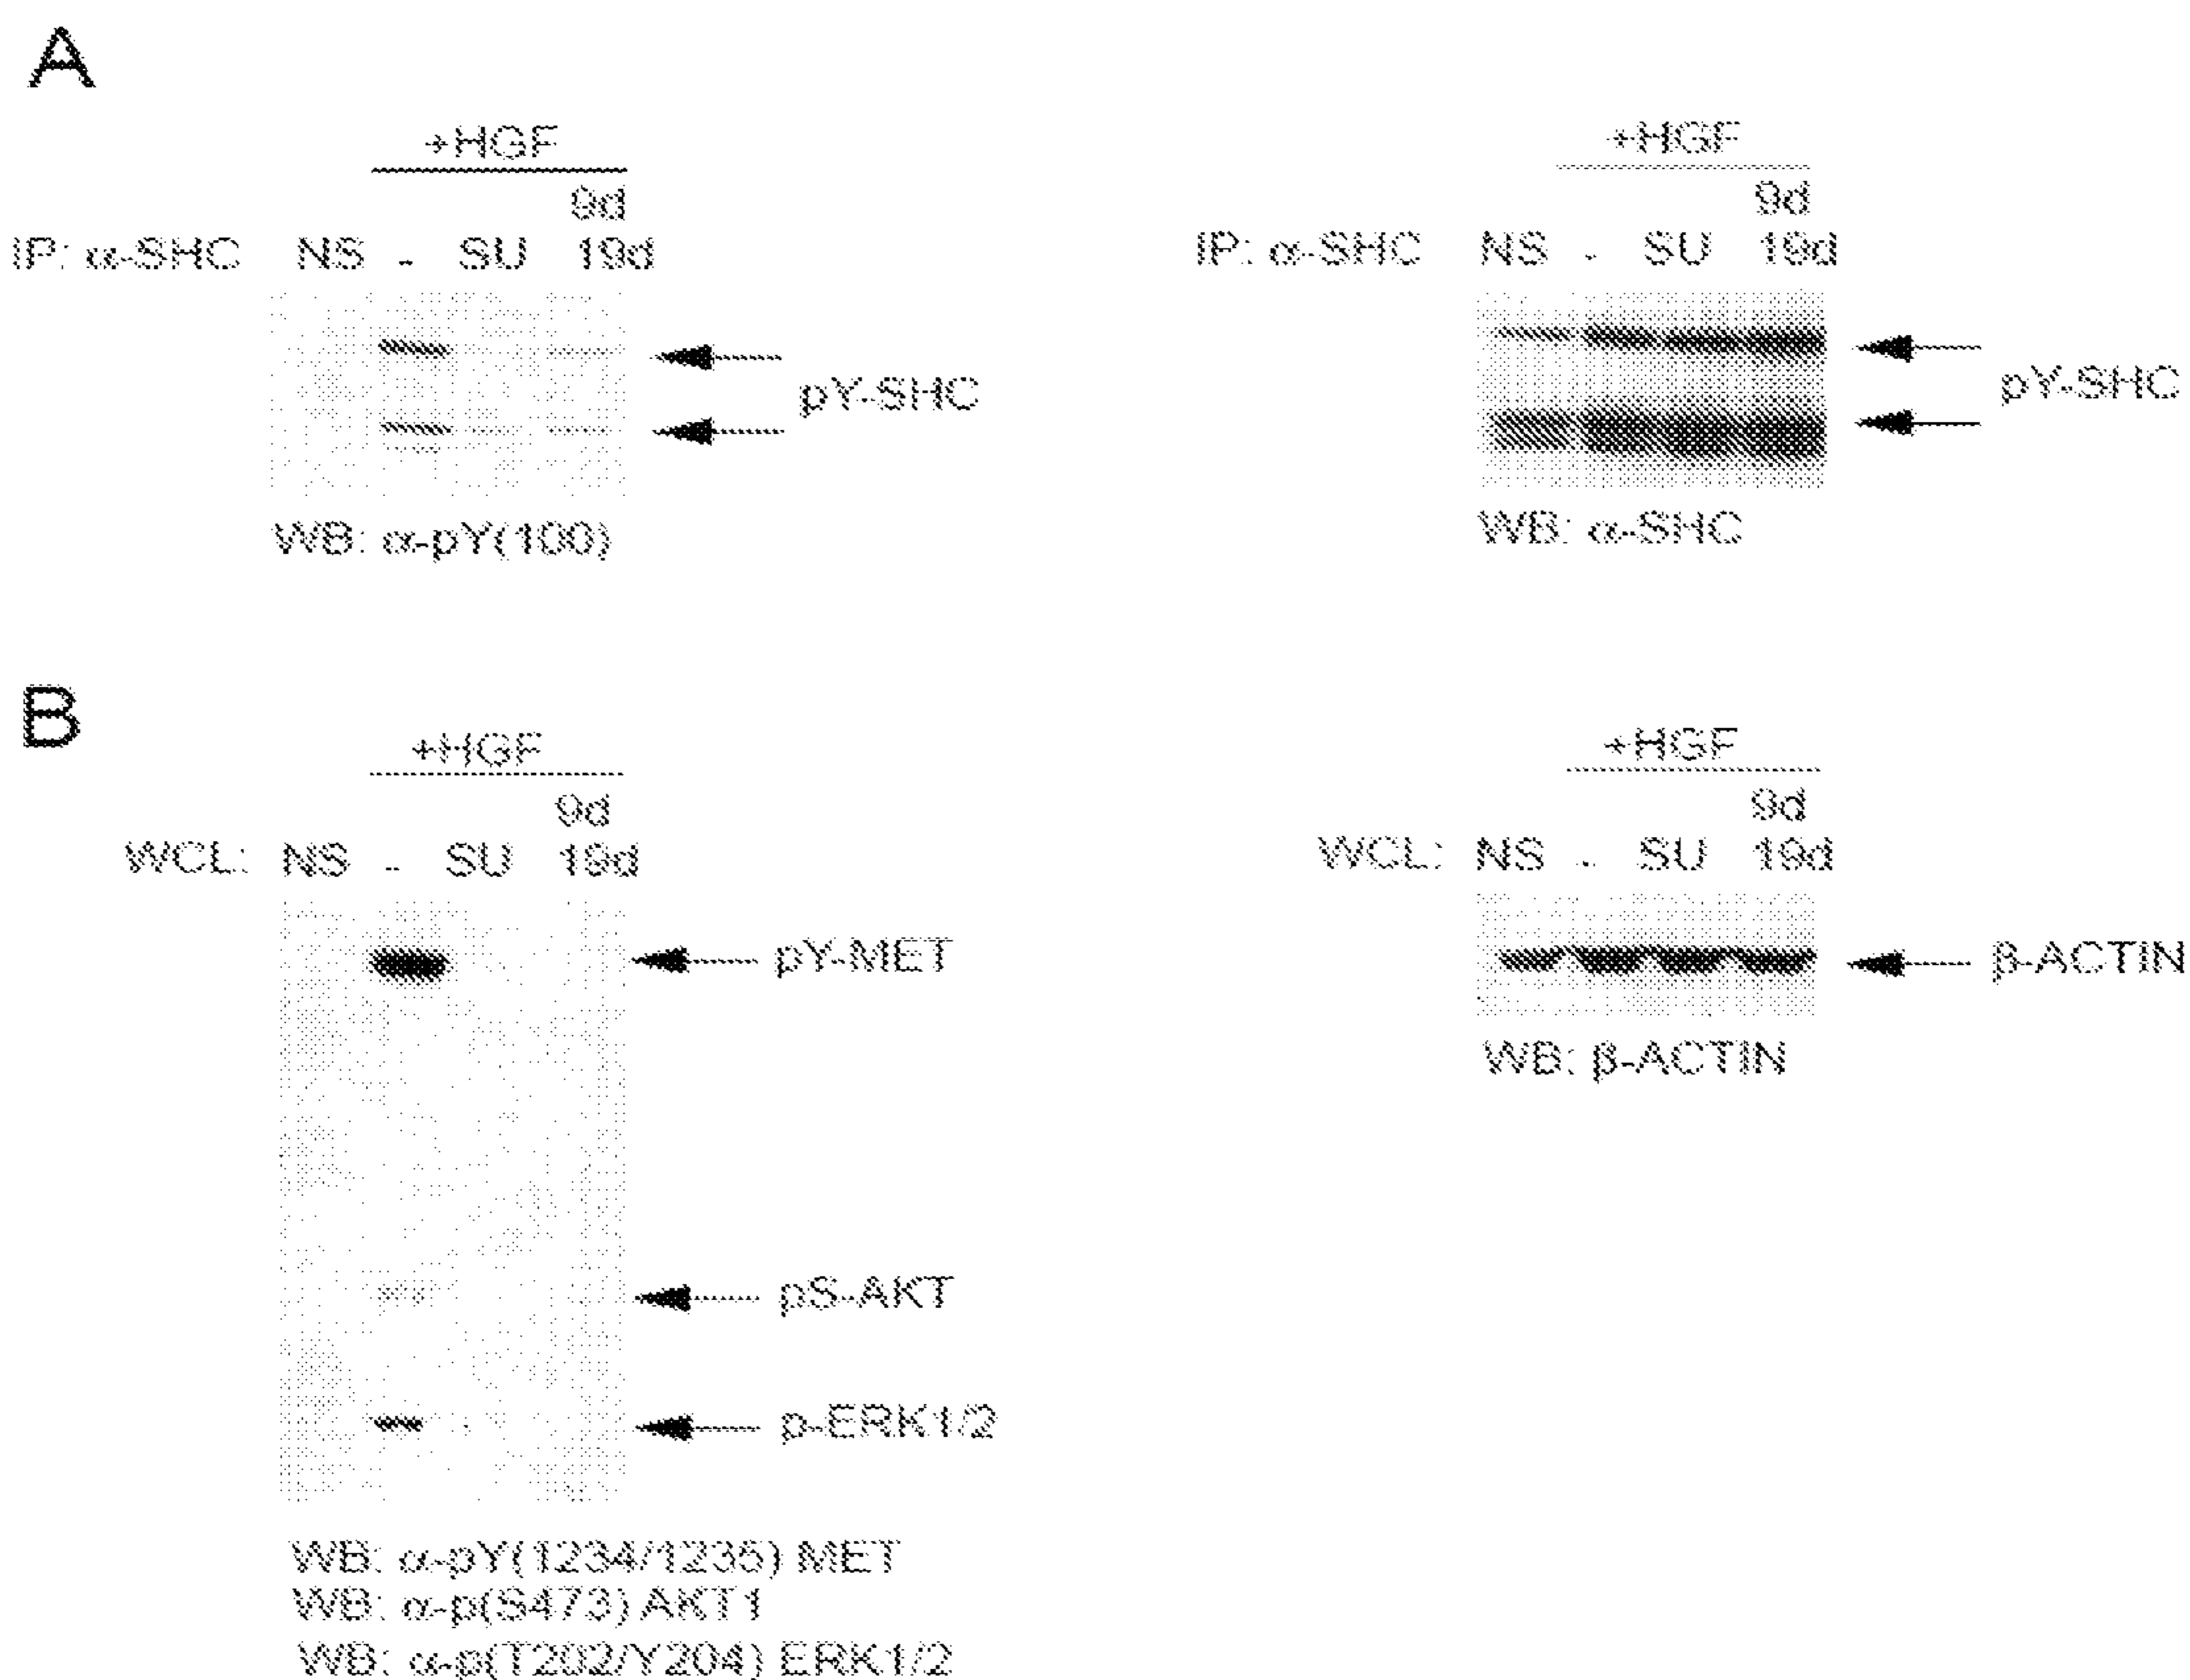 A
+HGF
9d
IP: α-SHC NS - SU 19d
pY-SHC
WB: α-pY(100)
+HGF
9d
IP: α-SHC NS - SU 19d
pY-SHC
WB: α-SHC
B
+HGF
9d
WCL: NS - SU 19d
pY-MET
pS-AKT
p-ERK1/2
WB: α-pY(1234/1235) MET
WB: α-p(S473) AKT1
WB: α-p(T202/Y204) ERK1/2
+HGF
9d
WCL: NS - SU 19d
β-ACTIN
WB: β-ACTIN